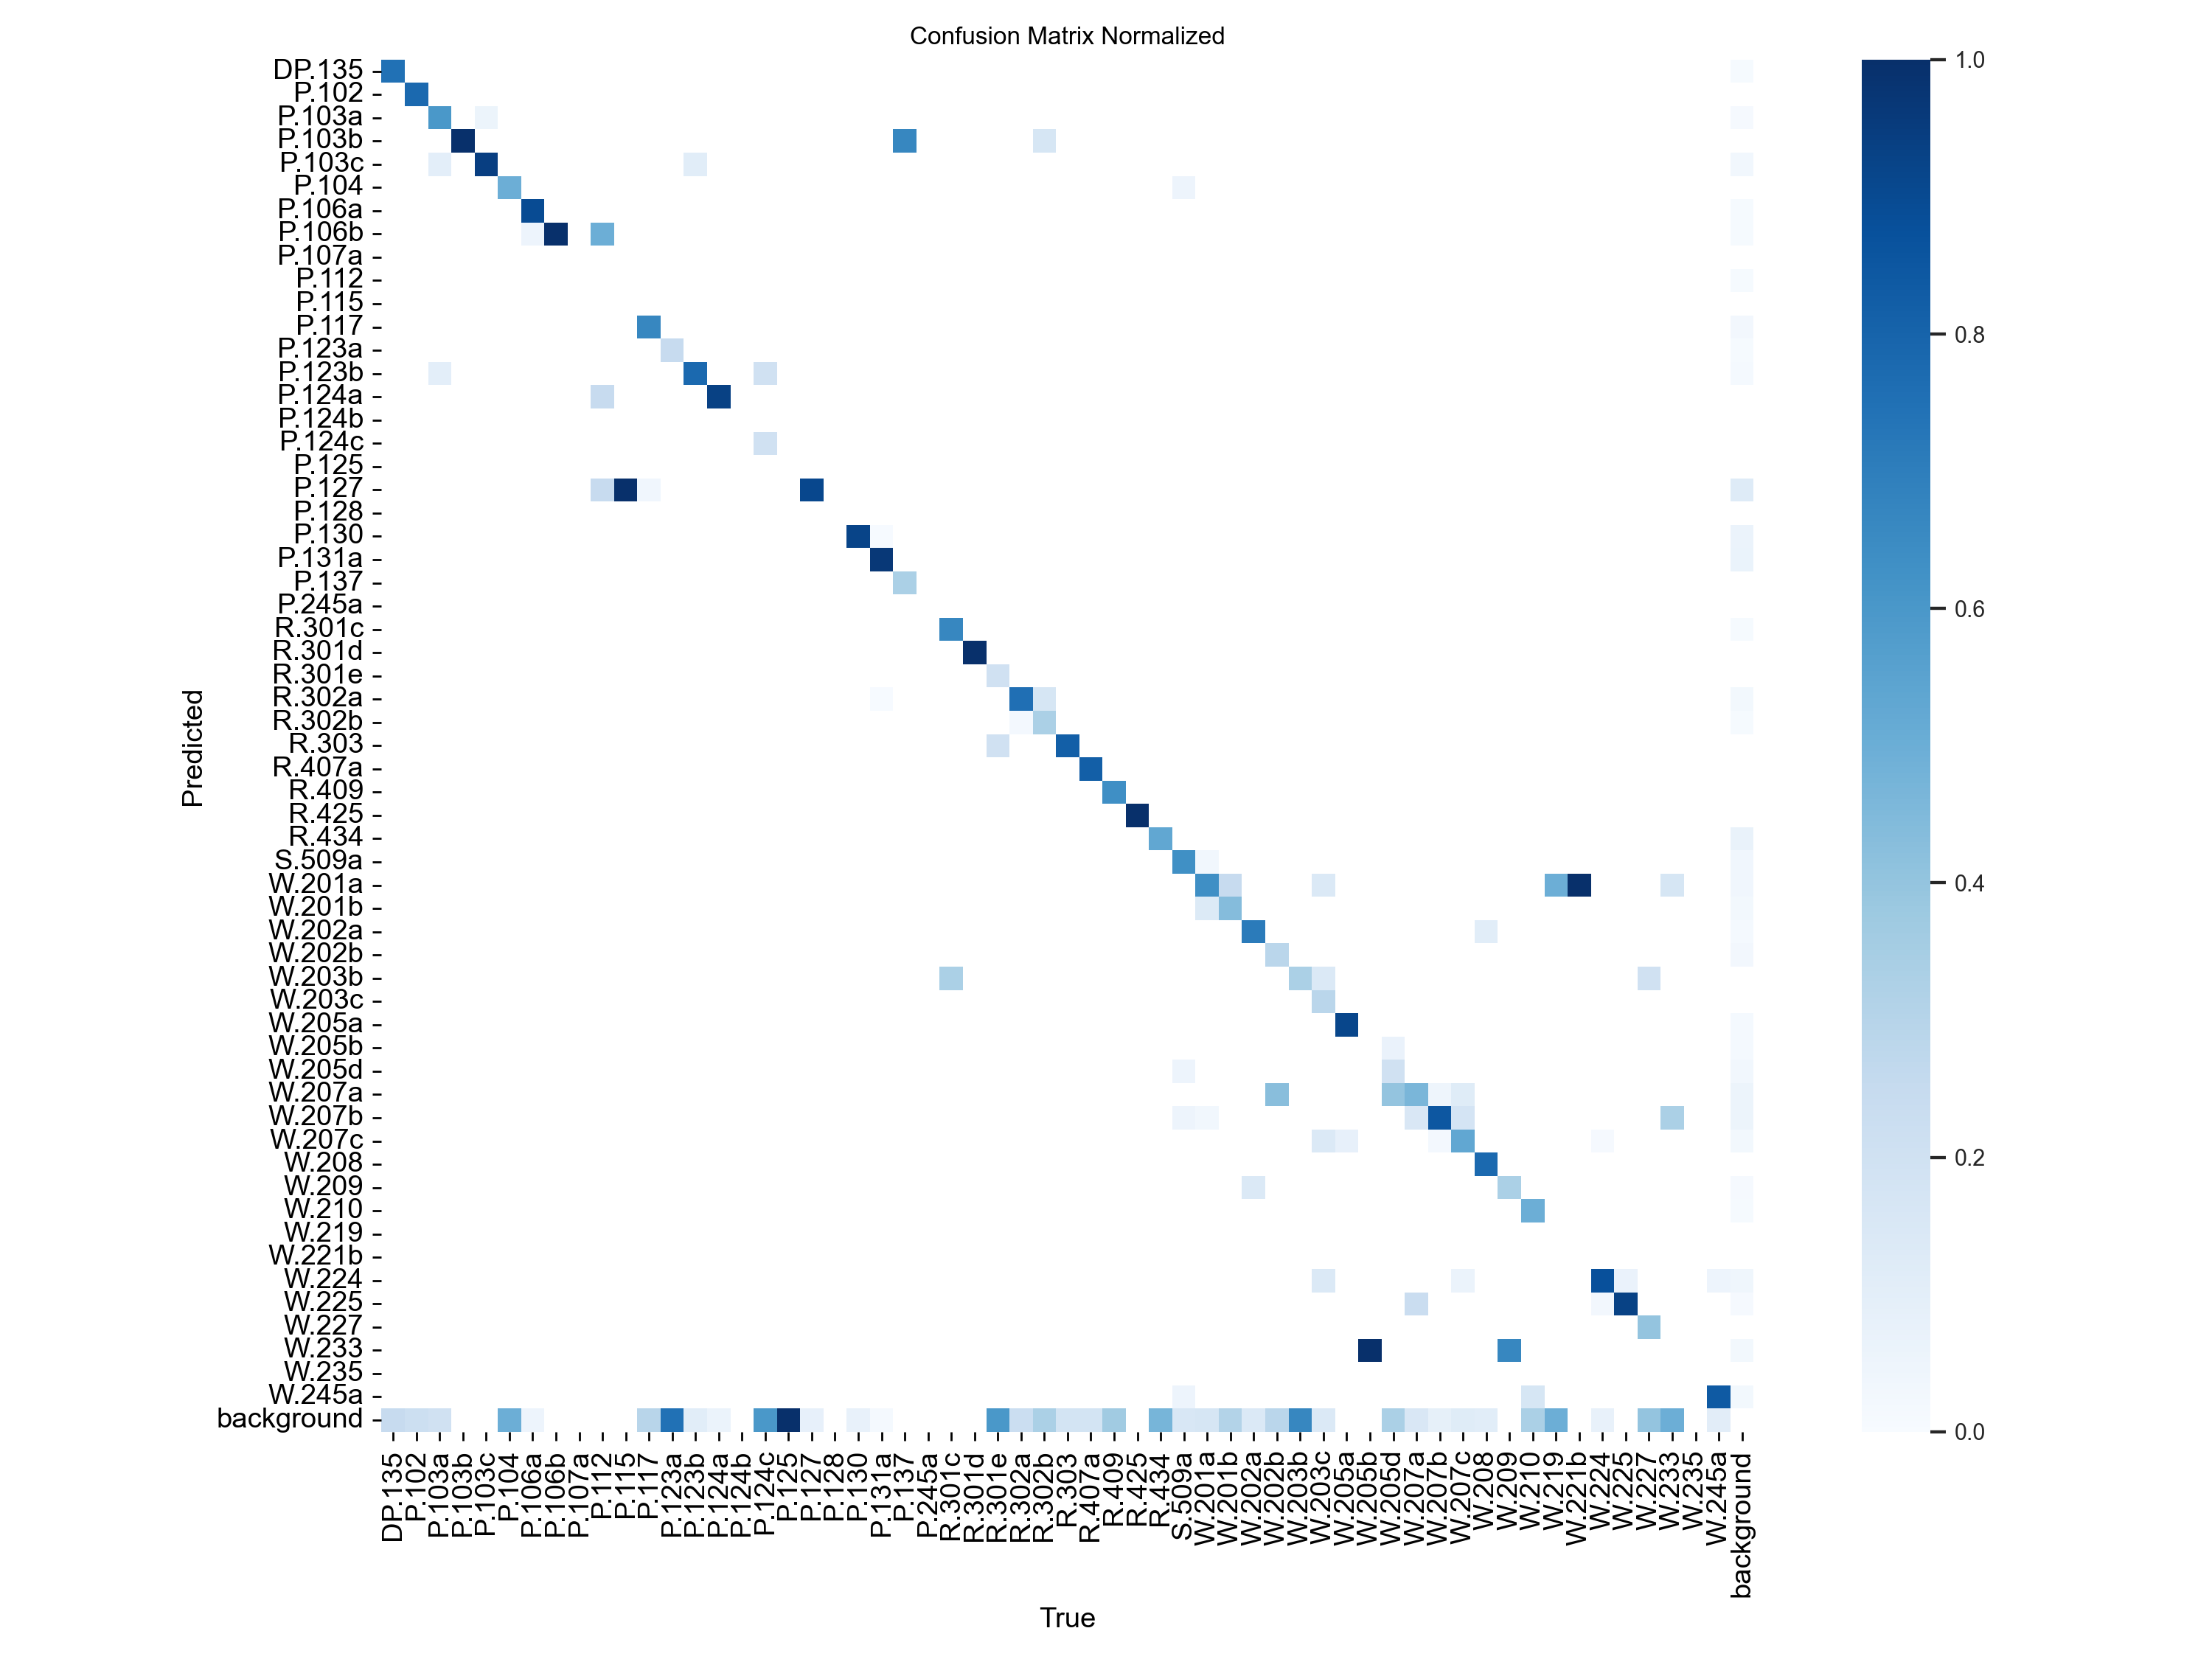 Confusion Matrix Normalized
DP.135
P.102
P.103a
P.103b
P.103c
P.104
P.106a
P.106b
P.107a
P.112
P.115
P.117
P.123a
P.123b
P.124a
P.124b
P.124c
P.125
P.127
P.128
P.130
P.131a
P.137
P.245a
R.301c
R.301d
R.301e
R.302a
R.302b
R.303
R.407a
R.409
R.425
R.434
S.509a
W.201a
W.201b
W.202a
W.202b
W.203b
W.203c
W.205a
W.205b
W.205d
W.207a
W.207b
W.207c
W.208
W.209
W.210
W.219
W.221b
W.224
W.225
W.227
W.233
W.235
W.245a
background
Predicted
DP.135
P.102
P.103a
P.103b
P.103c
P.104
P.106a
P.106b
P.107a
P.112
P.115
P.117
P.123a
P.123b
P.124a
P.124b
P.124c
P.125
P.127
P.128
P.130
P.131a
P.137
P.245a
R.301c
R.301d
R.301e
R.302a
R.302b
R.303
R.407a
R.409
R.425
R.434
S.509a
W.201a
W.201b
W.202a
W.202b
W.203b
W.203c
W.205a
W.205b
W.205d
W.207a
W.207b
W.207c
W.208
W.209
W.210
W.219
W.221b
W.224
W.225
W.227
W.233
W.235
W.245a
background
True
1.0
0.8
0.6
0.4
0.2
0.0